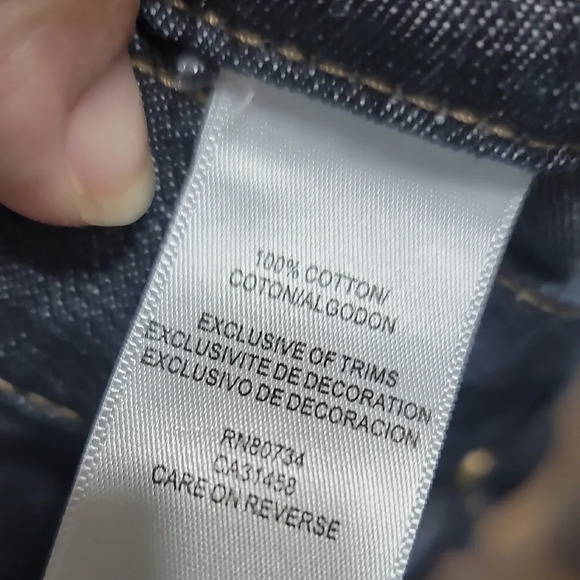 100% COTTON/
COTON/ALGODON
EXCLUSIVE OF TRIMS
EXCLUSIVITE DE DECORATION
EXCLUSIVO DE DECORACION
RN80734
CA31458
CARE ON REVERSE